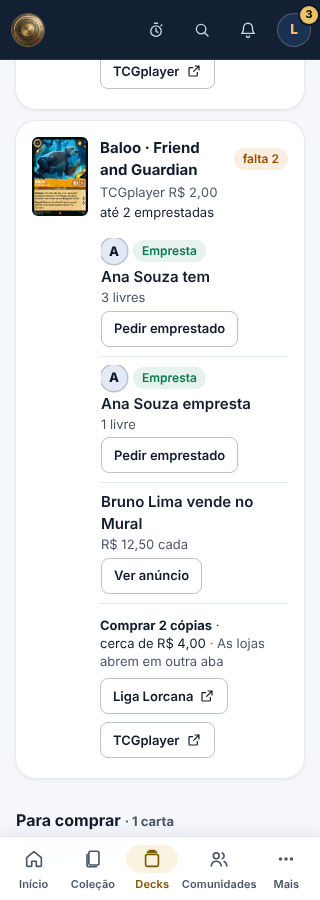 3
L
TCGplayer
Baloo · Friend
and Guardian
falta 2
TCGplayer R$ 2,00
até 2 emprestadas
A Empresta
Ana Souza tem
3 livres
Pedir emprestado
A Empresta
Ana Souza empresta
1 livre
Pedir emprestado
Bruno Lima vende no
Mural
R$ 12,50 cada
Ver anúncio
Comprar 2 cópias ·
cerca de R$ 4,00 · As lojas
abrem em outra aba
Liga Lorcana
TCGplayer
Para comprar · 1 carta
Início Coleção Decks Comunidades Mais